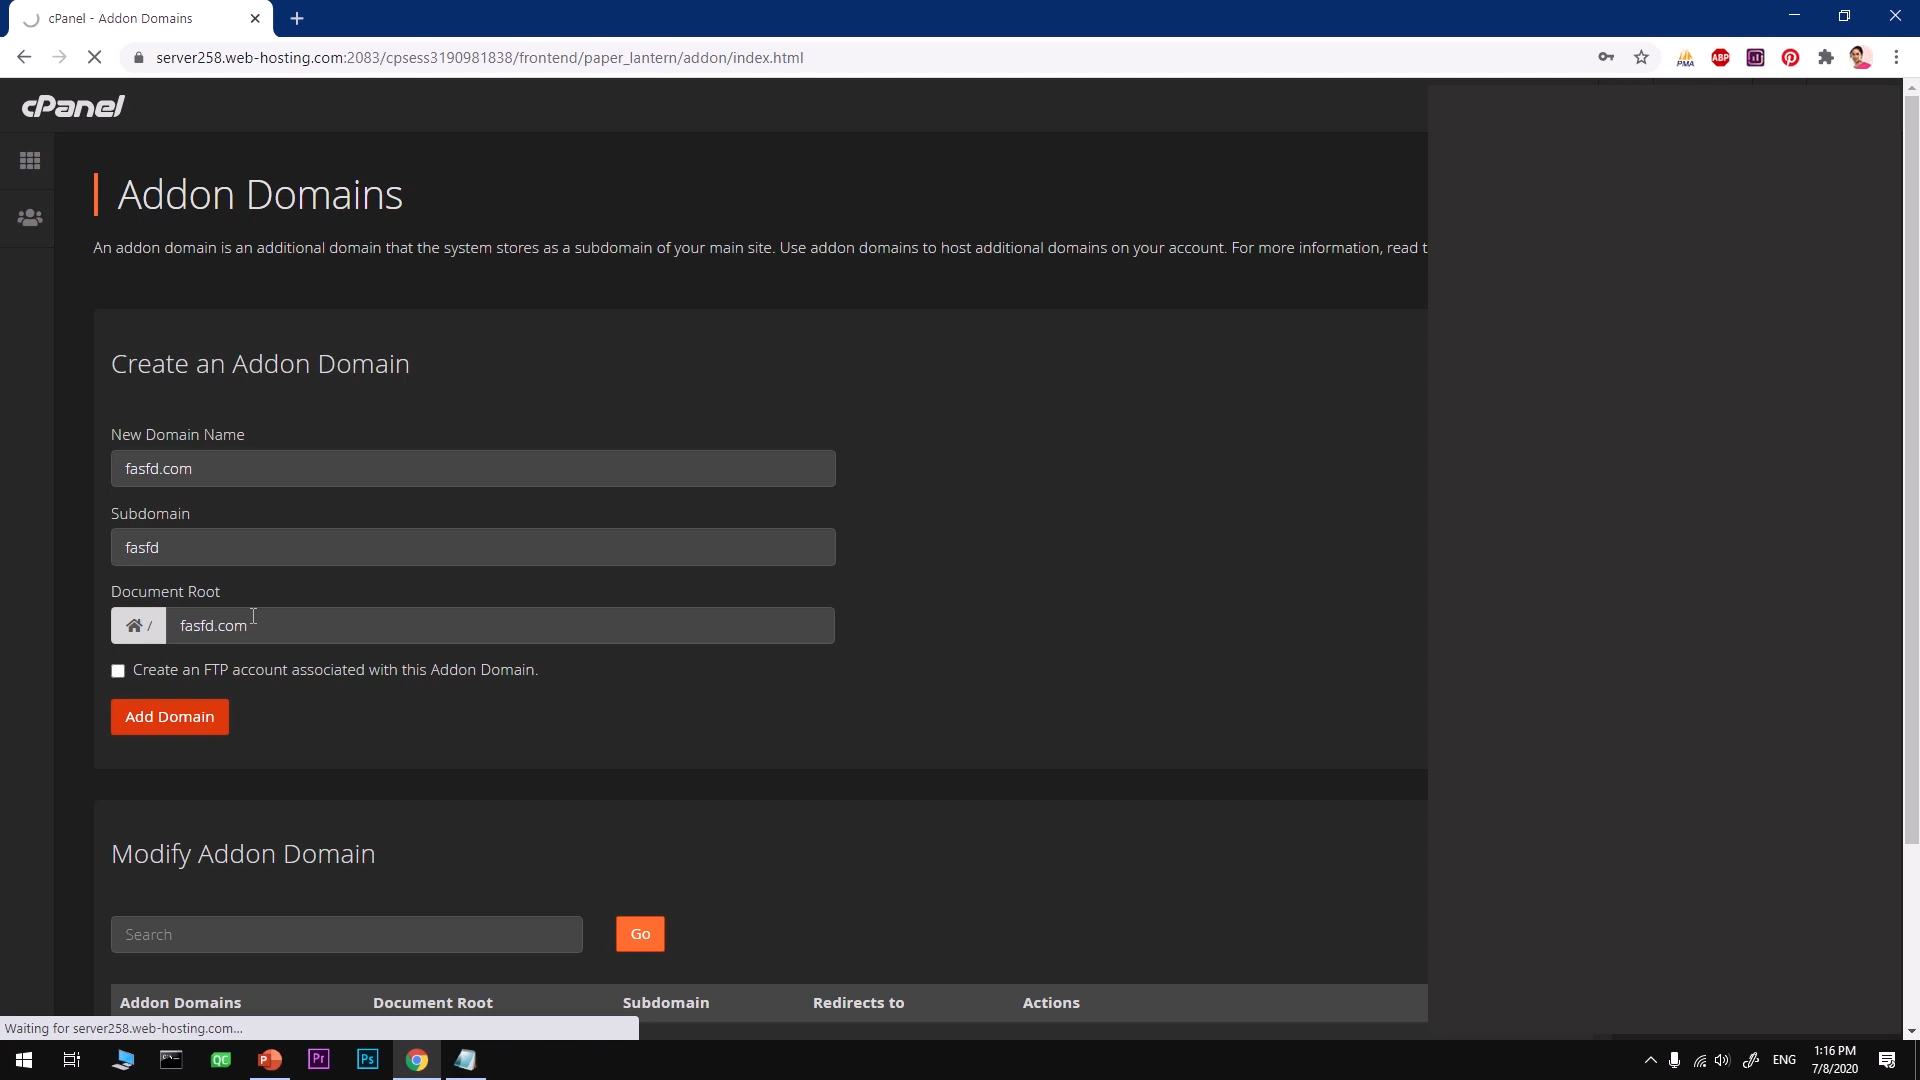 cPanel - Addon Domains
server258.web-hosting.com:2083/cpsess3190981838/frontend/paper_lantern/addon/index.html
PMA
ABP
cPanel
Addon Domains
An addon domain is an additional domain that the system stores as a subdomain of your main site. Use addon domains to host additional domains on your account. For more information, read t
Create an Addon Domain
New Domain Name
fasfd.com
Subdomain
fasfd
Document Root
/ fasfd.com
Create an FTP account associated with this Addon Domain.
Add Domain
Modify Addon Domain
Search
Go
Addon Domains Document Root Subdomain Redirects to Actions
Waiting for server258.web-hosting.com...
QC
P
Pr
Ps
ENG
1:16 PM
7/8/2020